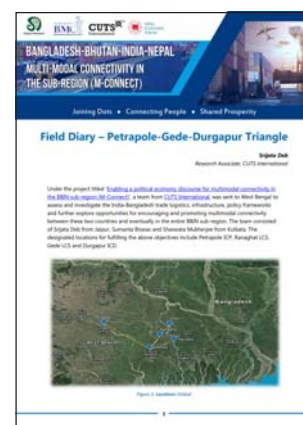 BMC
CUTS
BANGLADESH-BHUTAN-INDIA-NEPAL
MULTI-MODAL CONNECTIVITY IN
THE SUB-REGION (M-CONNECT)
Joining Dots • Connecting People • Shared Prosperity
Field Diary – Petrapole-Gede-Durgapur Triangle
Srijata Deb
Research Associate, CUTS International
Under the project titled 'Enabling a political economy discourse for multimodal connectivity in
the BBIN sub-region (M-Connect)', a team from CUTS International, was sent to West Bengal to
assess and investigate the India-Bangladesh trade logistics, infrastructure, policy frameworks
and further explore opportunities for encouraging and promoting multimodal connectivity
between these two countries and eventually in the entire BBIN sub-region. The team consisted
of Srijata Deb from Jaipur, Sumanta Biswas and Shaswata Mukherjee from Kolkata. The
designated locations for fulfilling the above objectives include Petrapole ICP, Ranaghat LCS,
Gede LCS and Durgapur ICD.
Bangladesh
WEST BENGAL
Figure 1: Locations Visited